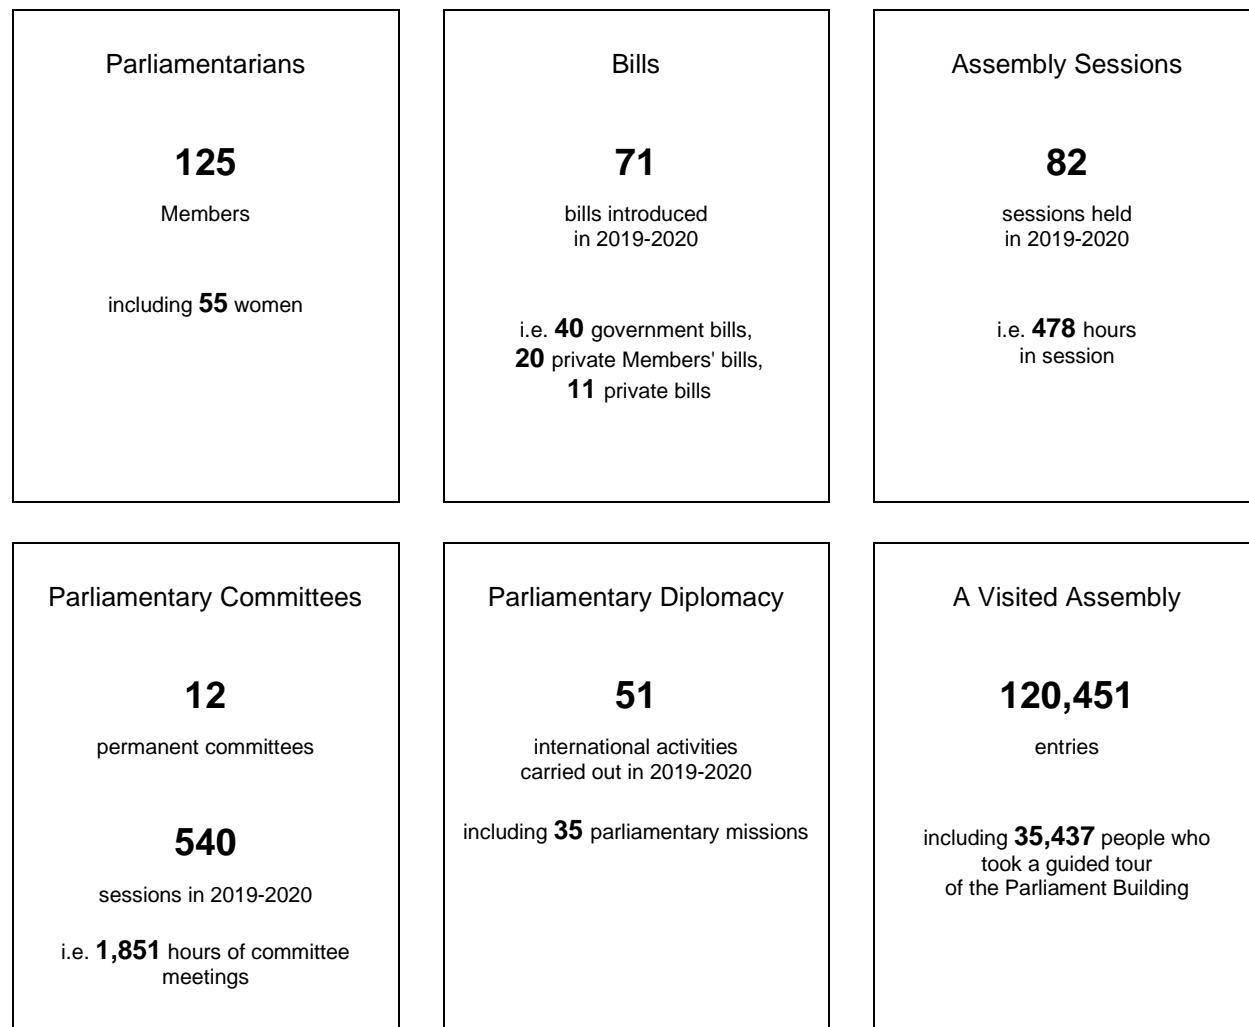 Parliamentarians
125
Members
including 55 women
Bills
71
bills introduced
in 2019-2020
i.e. 40 government bills,
20 private Members' bills,
11 private bills
Assembly Sessions
82
sessions held
in 2019-2020
i.e. 478 hours
in session
Parliamentary Committees
12
permanent committees
540
sessions in 2019-2020
i.e. 1,851 hours of committee
meetings
Parliamentary Diplomacy
51
international activities
carried out in 2019-2020
including 35 parliamentary missions
A Visited Assembly
120,451
entries
including 35,437 people who
took a guided tour
of the Parliament Building